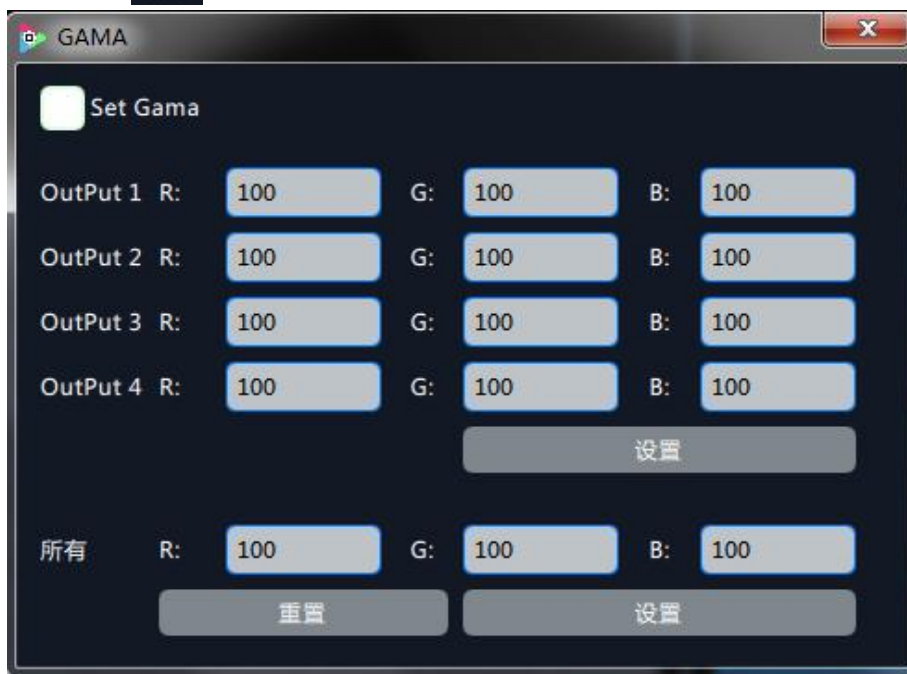 GAMA
Set Gama
OutPut 1 R: 100 G: 100 B: 100
OutPut 2 R: 100 G: 100 B: 100
OutPut 3 R: 100 G: 100 B: 100
OutPut 4 R: 100 G: 100 B: 100
设置
所有 R: 100 G: 100 B: 100
重置 设置